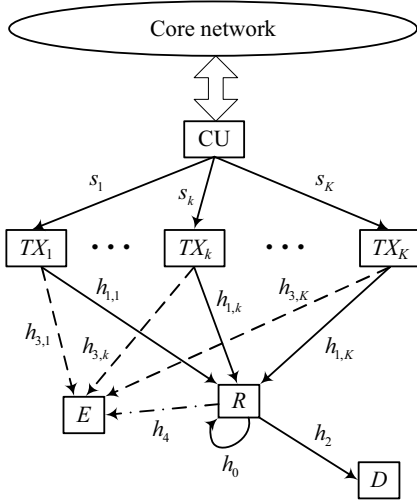 Core network
CU
s_1 s_k s_K
TX_1 • • • TX_k • • • TX_K
h_{1,1} h_{3,K}
h_{3,1} h_{3,k} h_{1,k} h_{1,K}
E R
h_4 h_2
h_0
D